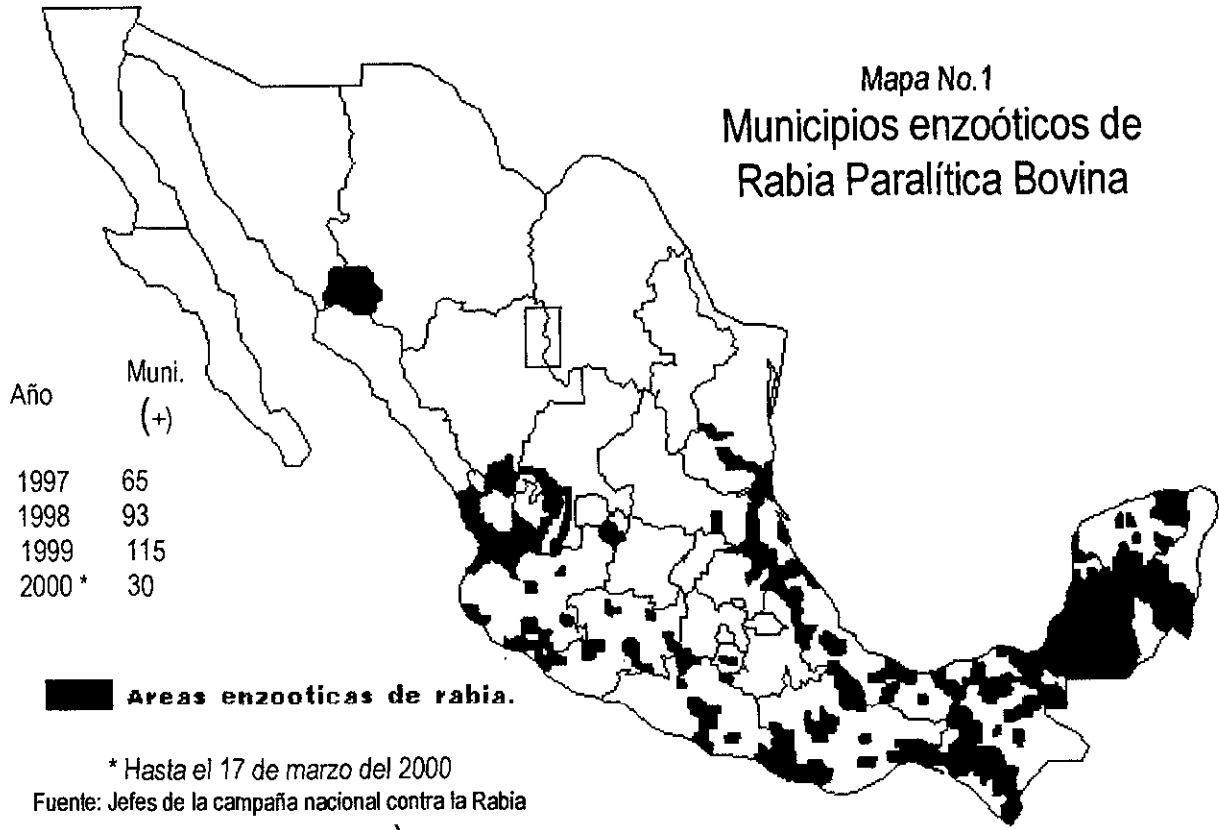 Mapa No.1
Municipios enzoóticos de
Rabia Paralítica Bovina
Año Muni.
(+)
1997 65
1998 93
1999 115
2000 * 30
Areas enzooticas de rabia.
* Hasta el 17 de marzo del 2000
Fuente: Jefes de la campaña nacional contra la Rabia